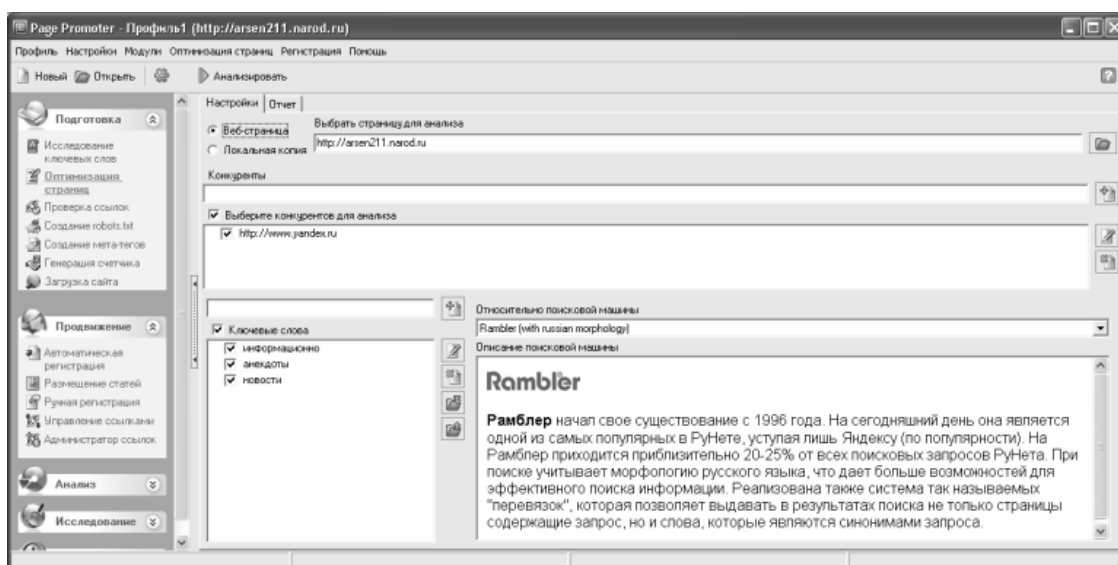 Page Promoter - Профиль1 (http://arsen211.narod.ru)
Профиль Настройки Модули Оптимизация страниц Регистрация Помощь
Новый Открыть Анализировать
Подготовка
Исследование
ключевых слов
Оптимизация
страниц
Проверка ссылок
Создание robots.txt
Создание мета-тегов
Генерация счетчика
Загрузка сайта
Продвижение
Автоматическая
регистрация
Размещение статей
Ручная регистрация
Управление ссылками
Администратор ссылок
Анализ
Исследование
Настройки Отчет
Веб-страница
Локальная копия
Выбрать страницу для анализа
http://arsen211.narod.ru
Конкуренты
Выберите конкурентов для анализа
http://www.yandex.ru
Ключевые слова
информационно
анекдоты
новости
Относительно поисковой машины
Rambler (with russian morphology)
Описание поисковой машины
Rambler
Рамблер начал свое существование с 1996 года. На сегодняшний день она является
одной из самых популярных в РуНете, уступая лишь Яндексу (по популярности). На
Рамблер приходится приблизительно 20-25% от всех поисковых запросов РуНета. При
поиске учитывает морфологию русского языка, что дает больше возможностей для
эффективного поиска информации. Реализована также система так называемых
"перевязок", которая позволяет выдавать в результатах поиска не только страницы
содержащие запрос, но и слова, которые являются синонимами запроса.